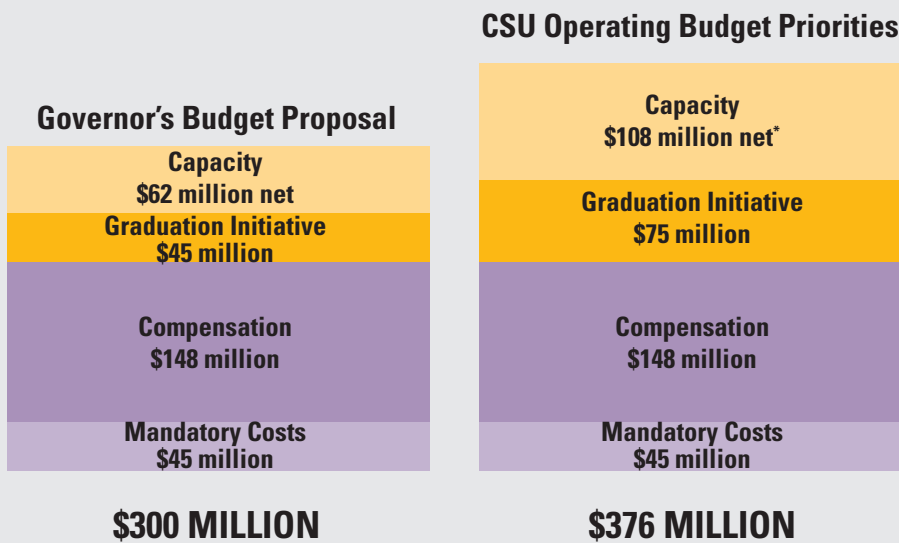 Governor’s Budget Proposal
Capacity
$62 million net
Graduation Initiative
$45 million
Compensation
$148 million
Mandatory Costs
$45 million
$300 MILLION
CSU Operating Budget Priorities
Capacity
$108 million net*
Graduation Initiative
$75 million
Compensation
$148 million
Mandatory Costs
$45 million
$376 MILLION